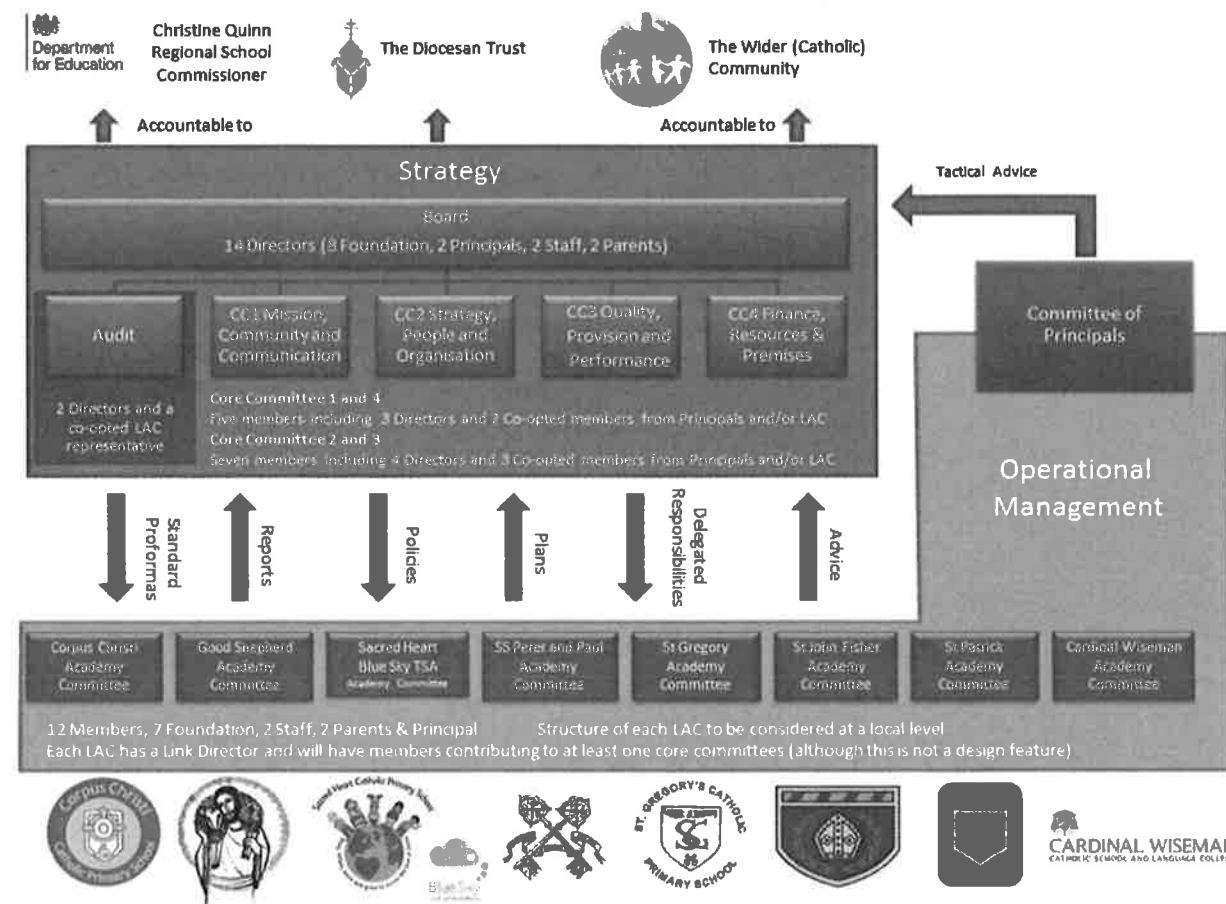 Department
for Education
Christine Quinn
Regional School
Commissioner
The Diocesan Trust
The Wider (Catholic)
Community
Accountable to
Accountable to
Strategy
Tactical Advice
Board
14 Directors (8 Foundation, 2 Principals, 2 Staff, 2 Parents)
Audit
CC1 Mission,
Community and
Communication
CC2 Strategy,
People and
Organisation
CC3 Quality,
Provision and
Performance
CC4 Finance,
Resources &
Premises
Committee of
Principals
2 Directors and a
co-opted LAC
representative
Core Committee 1 and 4
Five members including 3 Directors and 2 Co-opted members from Principals and/or LAC
Core Committee 2 and 3
Seven members including 4 Directors and 3 Co-opted members from Principals and/or LAC
Operational
Management
Standard
Proformas
Reports
Policies
Plans
Delegated
Responsibilities
Advice
Corpus Christi
Academy
Committee
Good Shepherd
Academy
Committee
Sacred Heart
Blue Sky TSA
Academy Committee
SS Peter and Paul
Academy
Committee
St Gregory
Academy
Committee
St John Fisher
Academy
Committee
St Patrick
Academy
Committee
Cardinal Wiseman
Academy
Committee
12 Members, 7 Foundation, 2 Staff, 2 Parents & Principal
Structure of each LAC to be considered at a local level
Each LAC has a Link Director and will have members contributing to at least one core committees (although this is not a design feature)
Corpus Christi
Catholic Primary School
Sacred Heart Catholic Primary School
Blue Sky
ST. GREGORY'S CATHOLIC
PRIMARY SCHOOL
CARDINAL WISEMAN
CATHOLIC SCHOOL AND LANGUAGE COLLEGE